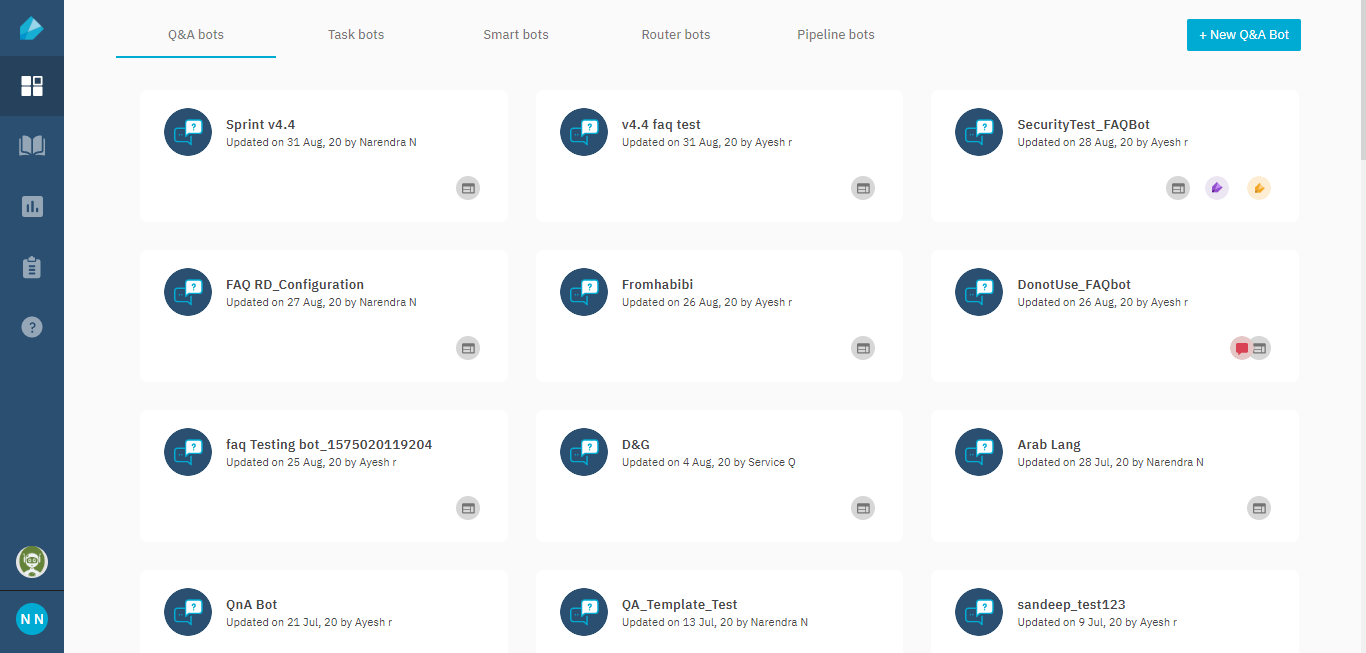 Q&A bots
Task bots
Smart bots
Router bots
Pipeline bots
+ New Q&A Bot
Sprint v4.4
Updated on 31 Aug, 20 by Narendra N
v4.4 faq test
Updated on 31 Aug, 20 by Ayesh r
SecurityTest_FAQBot
Updated on 28 Aug, 20 by Ayesh r
FAQ RD_Configuration
Updated on 27 Aug, 20 by Narendra N
Fromhabibi
Updated on 26 Aug, 20 by Ayesh r
DonotUse_FAQbot
Updated on 26 Aug, 20 by Ayesh r
faq Testing bot_1575020119204
Updated on 25 Aug, 20 by Ayesh r
D&G
Updated on 4 Aug, 20 by Service Q
Arab Lang
Updated on 28 Jul, 20 by Narendra N
QnA Bot
Updated on 21 Jul, 20 by Ayesh r
QA_Template_Test
Updated on 13 Jul, 20 by Narendra N
sandeep_test123
Updated on 9 Jul, 20 by Ayesh r
N N